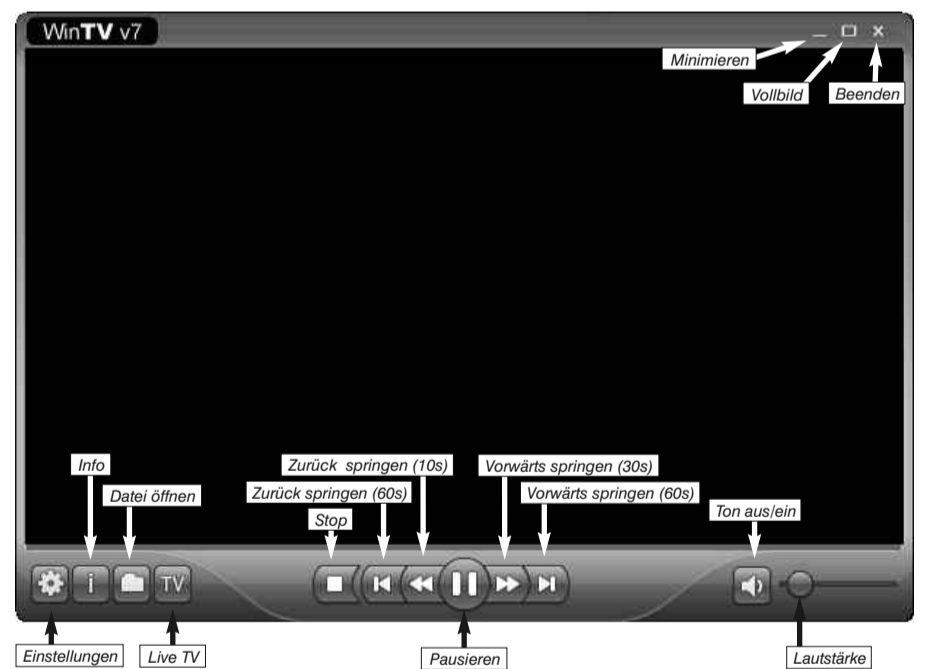 WinTV v7
Minimieren
Vollbild
Beenden
Info
Zurück springen (10s)
Vorwärts springen (30s)
Datei öffnen
Zurück springen (60s)
Vorwärts springen (60s)
Stop
Ton aus/ein
i
TV
Einstellungen
Live TV
Pausieren
Lautstärke